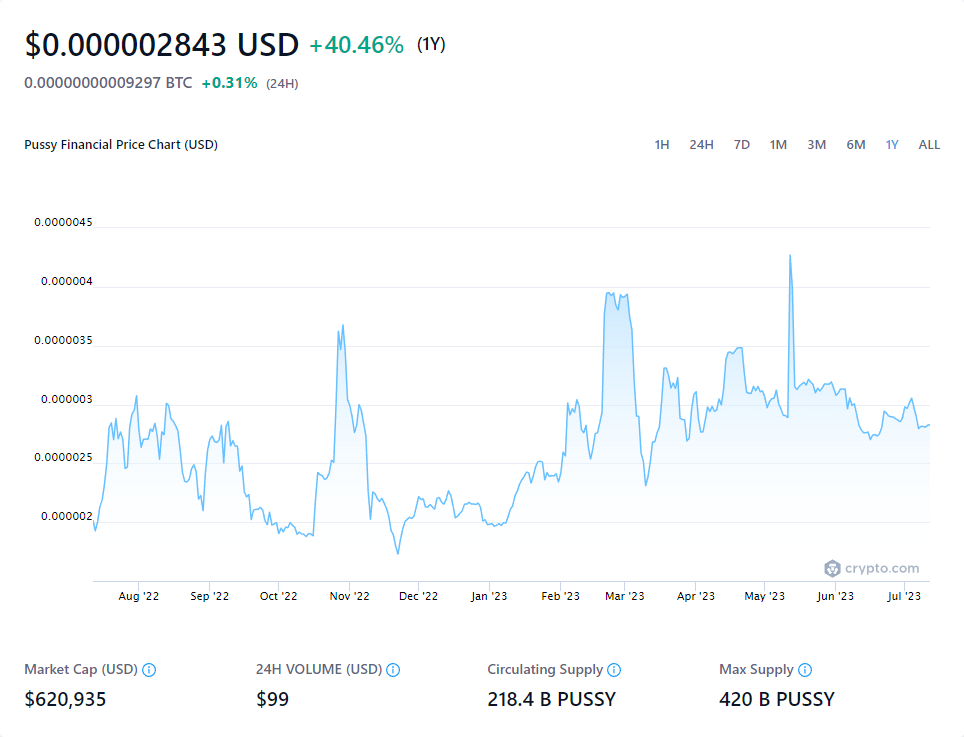 $0.000002843 USD +40.46% (1Y)
0.00000000009297 BTC +0.31% (24H)
Pussy Financial Price Chart (USD) 1H 24H 7D 1M 3M 6M 1Y ALL
0.0000045
0.000004
0.0000035
0.000003
0.0000025
0.000002
crypto.com
Aug '22 Sep '22 Oct '22 Nov '22 Dec '22 Jan '23 Feb '23 Mar '23 Apr '23 May '23 Jun '23 Jul '23
Market Cap (USD) 24H VOLUME (USD) Circulating Supply Max Supply
$620,935 $99 218.4 B PUSSY 420 B PUSSY